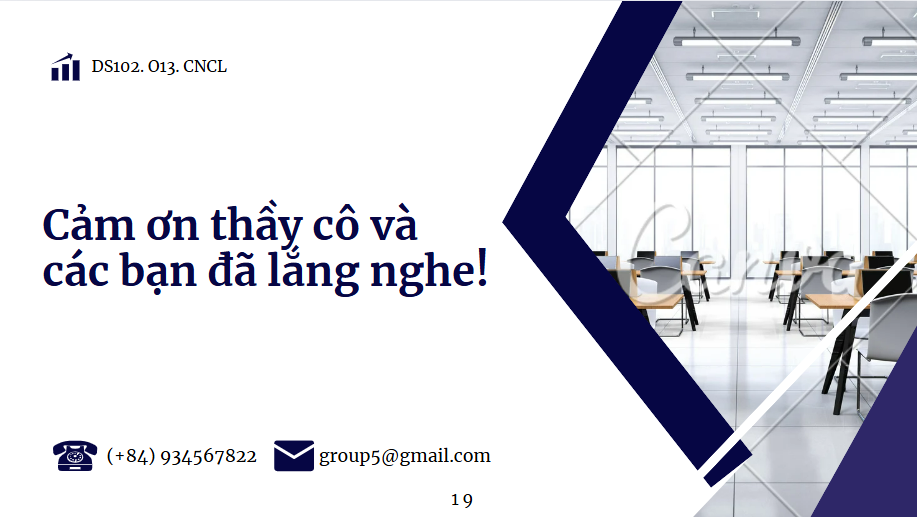 DS102. O13. CNCL
Cảm ơn thầy cô và
các bạn đã lắng nghe!
(+84) 934567822 group5@gmail.com
19
Canva